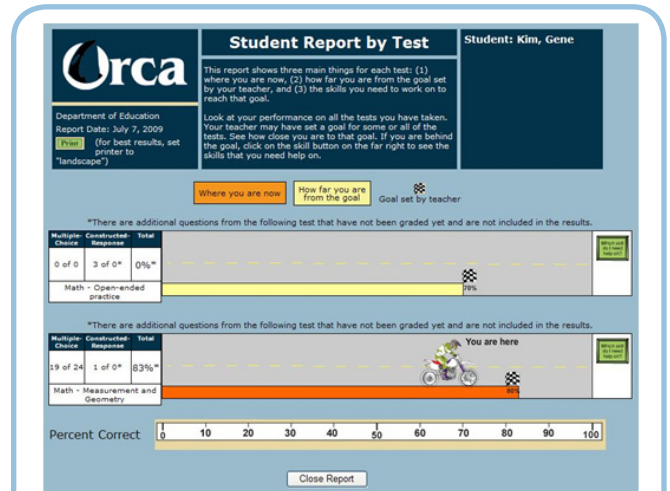 Orca
Department of Education
Report Date: July 7, 2009
Print (for best results, set
printer to
"landscape")
Student Report by Test
This report shows three main things for each test: (1)
where you are now, (2) how far you are from the goal set
by your teacher, and (3) the skills you need to work on to
reach that goal.
Look at your performance on all the tests you have taken.
Your teacher may have set a goal for some or all of the
tests. See how close you are to that goal. If you are behind
the goal, click on the skill button on the far right to see the
skills that you need help on.
Student: Kim, Gene
Where you are now
How far you are
from the goal
Goal set by teacher
*There are additional questions from the following test that have not been graded yet and are not included in the results.
Multiple- Constructed- Total
Choice Response
0 of 0 3 of 0* 0%*
Math - Open-ended
practice
70%
Which skill
do I need
help on?
*There are additional questions from the following test that have not been graded yet and are not included in the results.
Multiple- Constructed- Total
Choice Response
19 of 24 1 of 0* 83%*
Math - Measurement and
Geometry
You are here
80%
Which skill
do I need
help on?
Percent Correct 0 10 20 30 40 50 60 70 80 90 100
Close Report